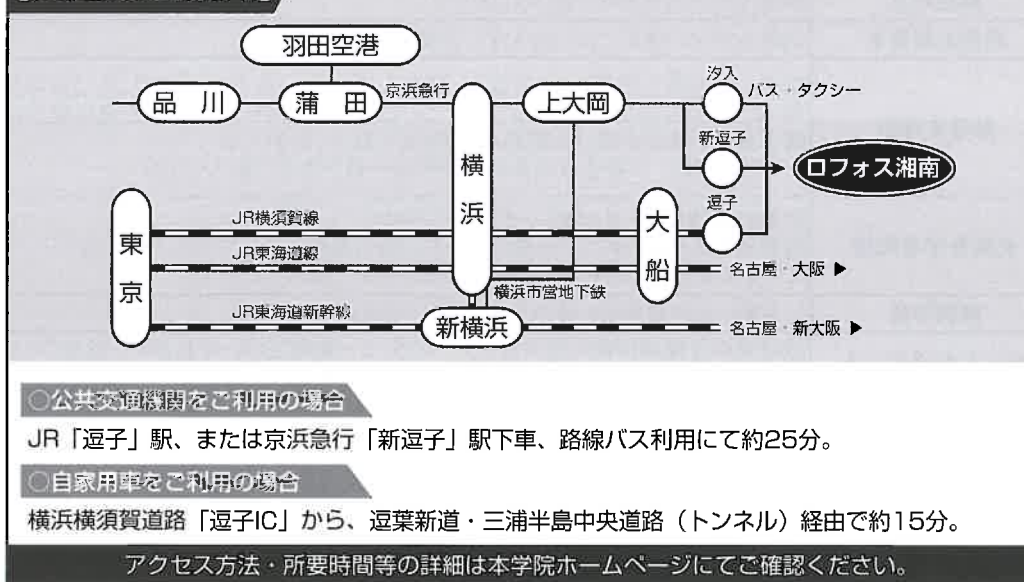 羽田空港
品川
蒲田
京浜急行
横浜
上大岡
汐入
バス・タクシー
新逗子
ロフォス湘南
逗子
東京
JR横須賀線
大船
JR東海道線
名古屋・大阪 ▶
横浜市営地下鉄
JR東海道新幹線
新横浜
名古屋・新大阪 ▶
○公共交通機関をご利用の場合
JR「逗子」駅、または京浜急行「新逗子」駅下車、路線バス利用にて約25分。
○自家用車をご利用の場合
横浜横須賀道路「逗子IC」から、逗葉新道・三浦半島中央道路（トンネル）経由で約15分。
アクセス方法・所要時間等の詳細は本学院ホームページにてご確認ください。